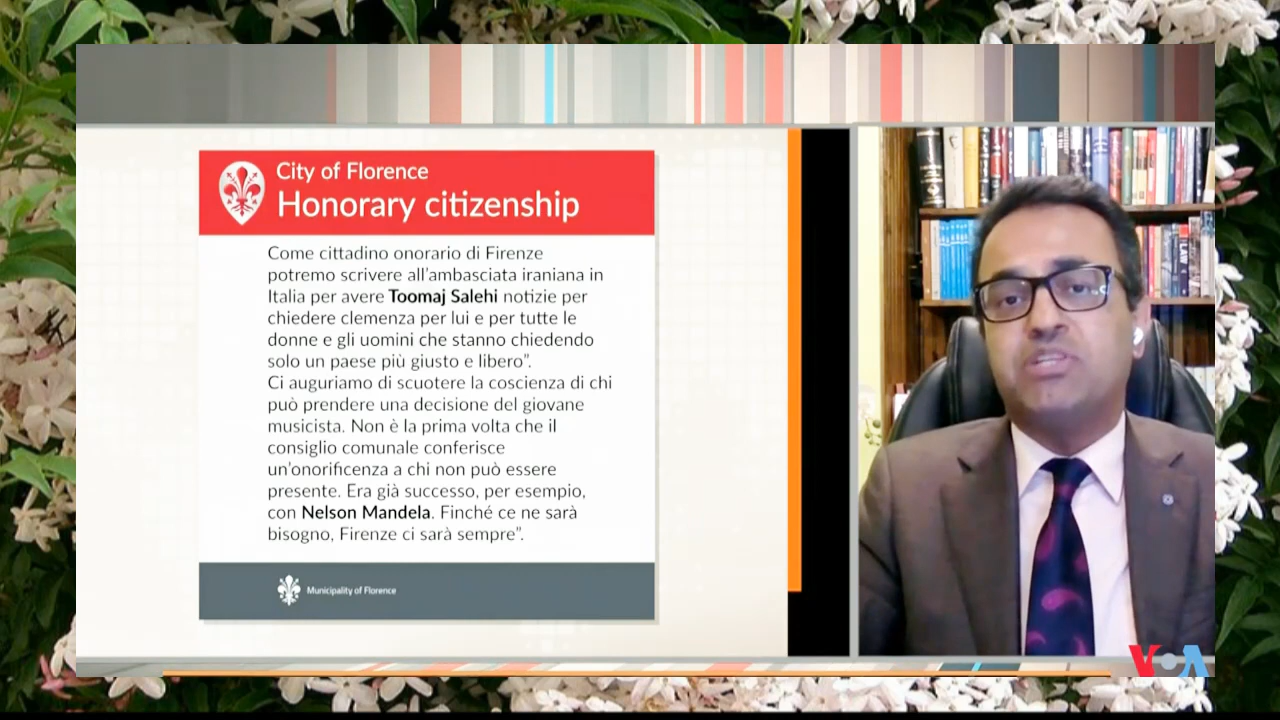 City of Florence
Honorary citizenship
Come cittadino onorario di Firenze
potremo scrivere all'ambasciata iraniana in
Italia per avere Toomaj Salehi notizie per
chiedere clemenza per lui e per tutte le
donne e gli uomini che stanno chiedendo
solo un paese più giusto e libero”.
Ci auguriamo di scuotere la coscienza di chi
può prendere una decisione del giovane
musicista. Non è la prima volta che il
consiglio comunale conferisce
un'onorificenza a chi non può essere
presente. Era già successo, per esempio,
con Nelson Mandela. Finché ce ne sarà
bisogno, Firenze ci sarà sempre”.
Municipality of Florence
LAW
VOA